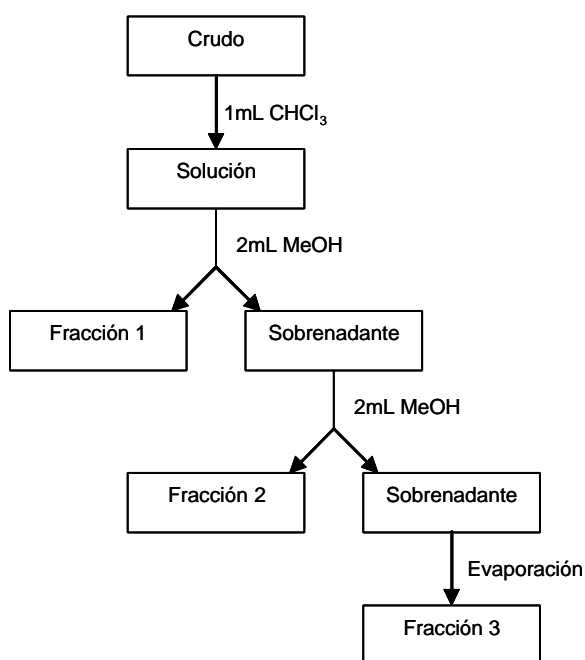 Crudo
1mL CHCl₃
Solución
2mL MeOH
Fracción 1
Sobrenadante
2mL MeOH
Fracción 2
Sobrenadante
Evaporación
Fracción 3